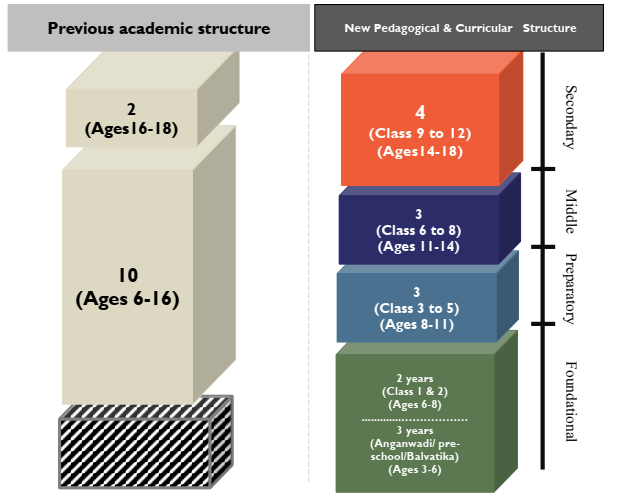 Previous academic structure
New Pedagogical & Curricular Structure
2
(Ages16-18)
10
(Ages 6-16)
4
(Class 9 to 12)
(Ages14-18)
3
(Class 6 to 8)
(Ages 11-14)
3
(Class 3 to 5)
(Ages 8-11)
2 years
(Class 1 & 2)
(Ages 6-8)
3 years
(Anganwadi/ pre-
school/Balvatika)
(Ages 3-6)
Secondary
Middle
Preparatory
Foundational